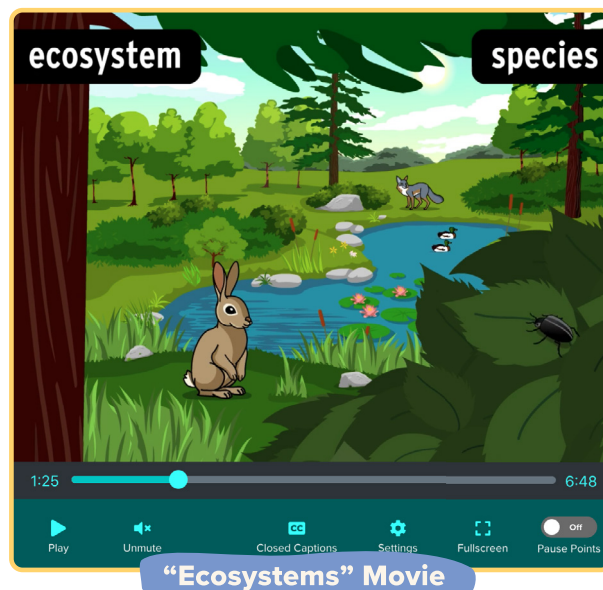 ecosystem
species
1:25
6:48
Play
Unmute
CC
Closed Captions
Settings
Fullscreen
Off
Pause Points
“Ecosystems” Movie